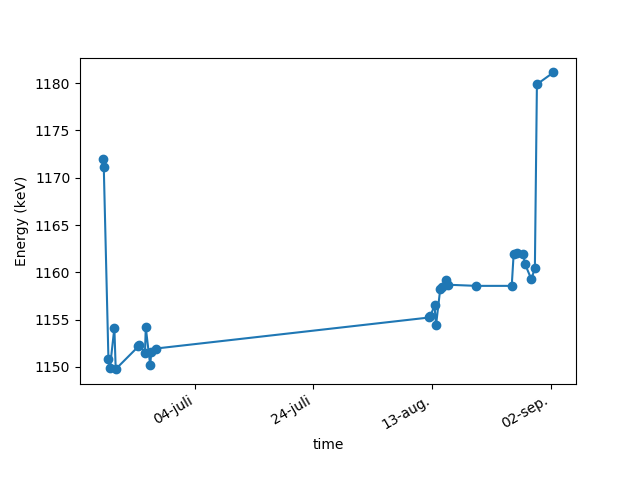 1180
1175
1170
1165
1160
1155
1150
Energy (keV)
04-juli
24-juli
13-aug.
02-sep.
time